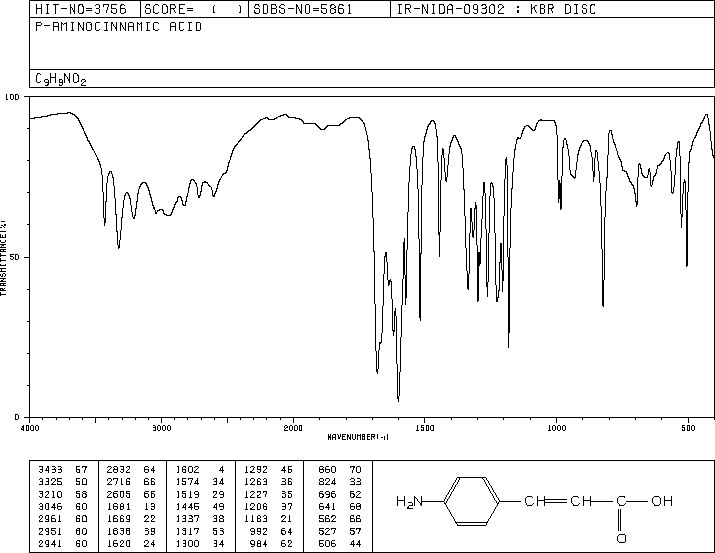 HIT-NO=3756 SCORE= ( ) SDBS-NO=5861 IR-NIDA-09302 : KBR DISC
P-AMINOCINNAMIC ACID
C9H9NO2
100
50
0
TRANSMITTANCE(%)
4000 3000 2000 1500 1000 500
WAVENUMBER(-1)
3433 57 2832 64 1602 4 1292 46 860 70
3325 50 2716 66 1574 34 1263 36 824 33
3210 58 2605 66 1519 29 1227 35 696 62
3046 60 1681 13 1445 49 1206 37 641 68
2961 60 1669 22 1337 38 1183 21 562 66
2951 60 1638 39 1317 53 992 64 527 57
2941 60 1620 24 1300 34 984 62 506 44
H2N CH CH C OH
O